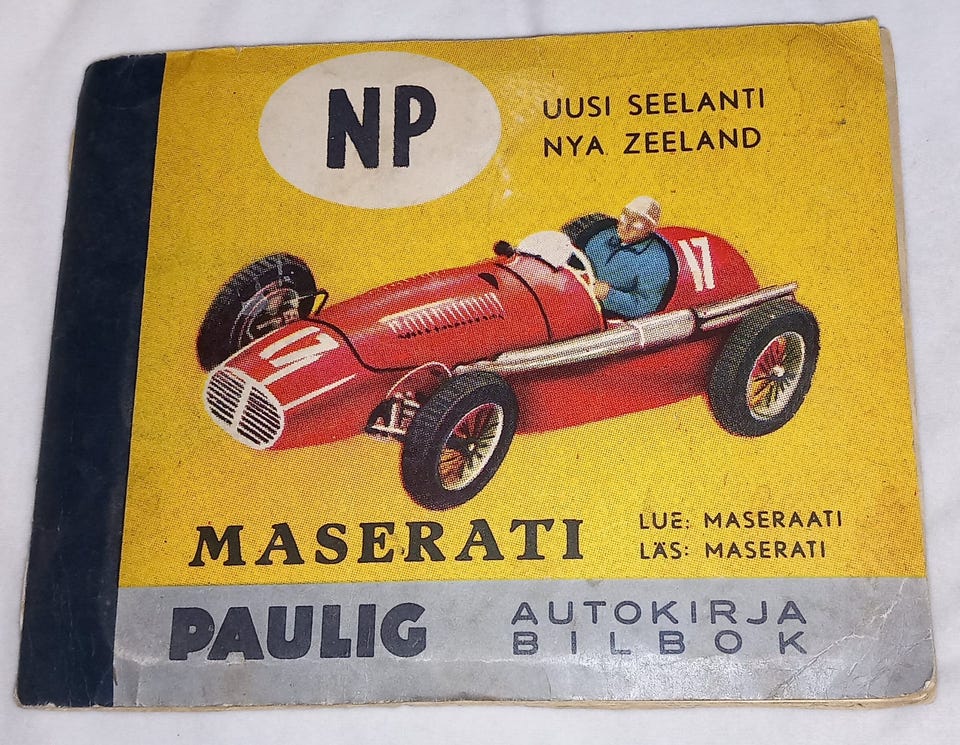 NP
UUSI SEELANTI
NYA ZEELAND
17
17
MASERATI
LUE: MASERAATI
LÄS: MASERATI
PAULIG
AUTOKIRJA
BILBOK